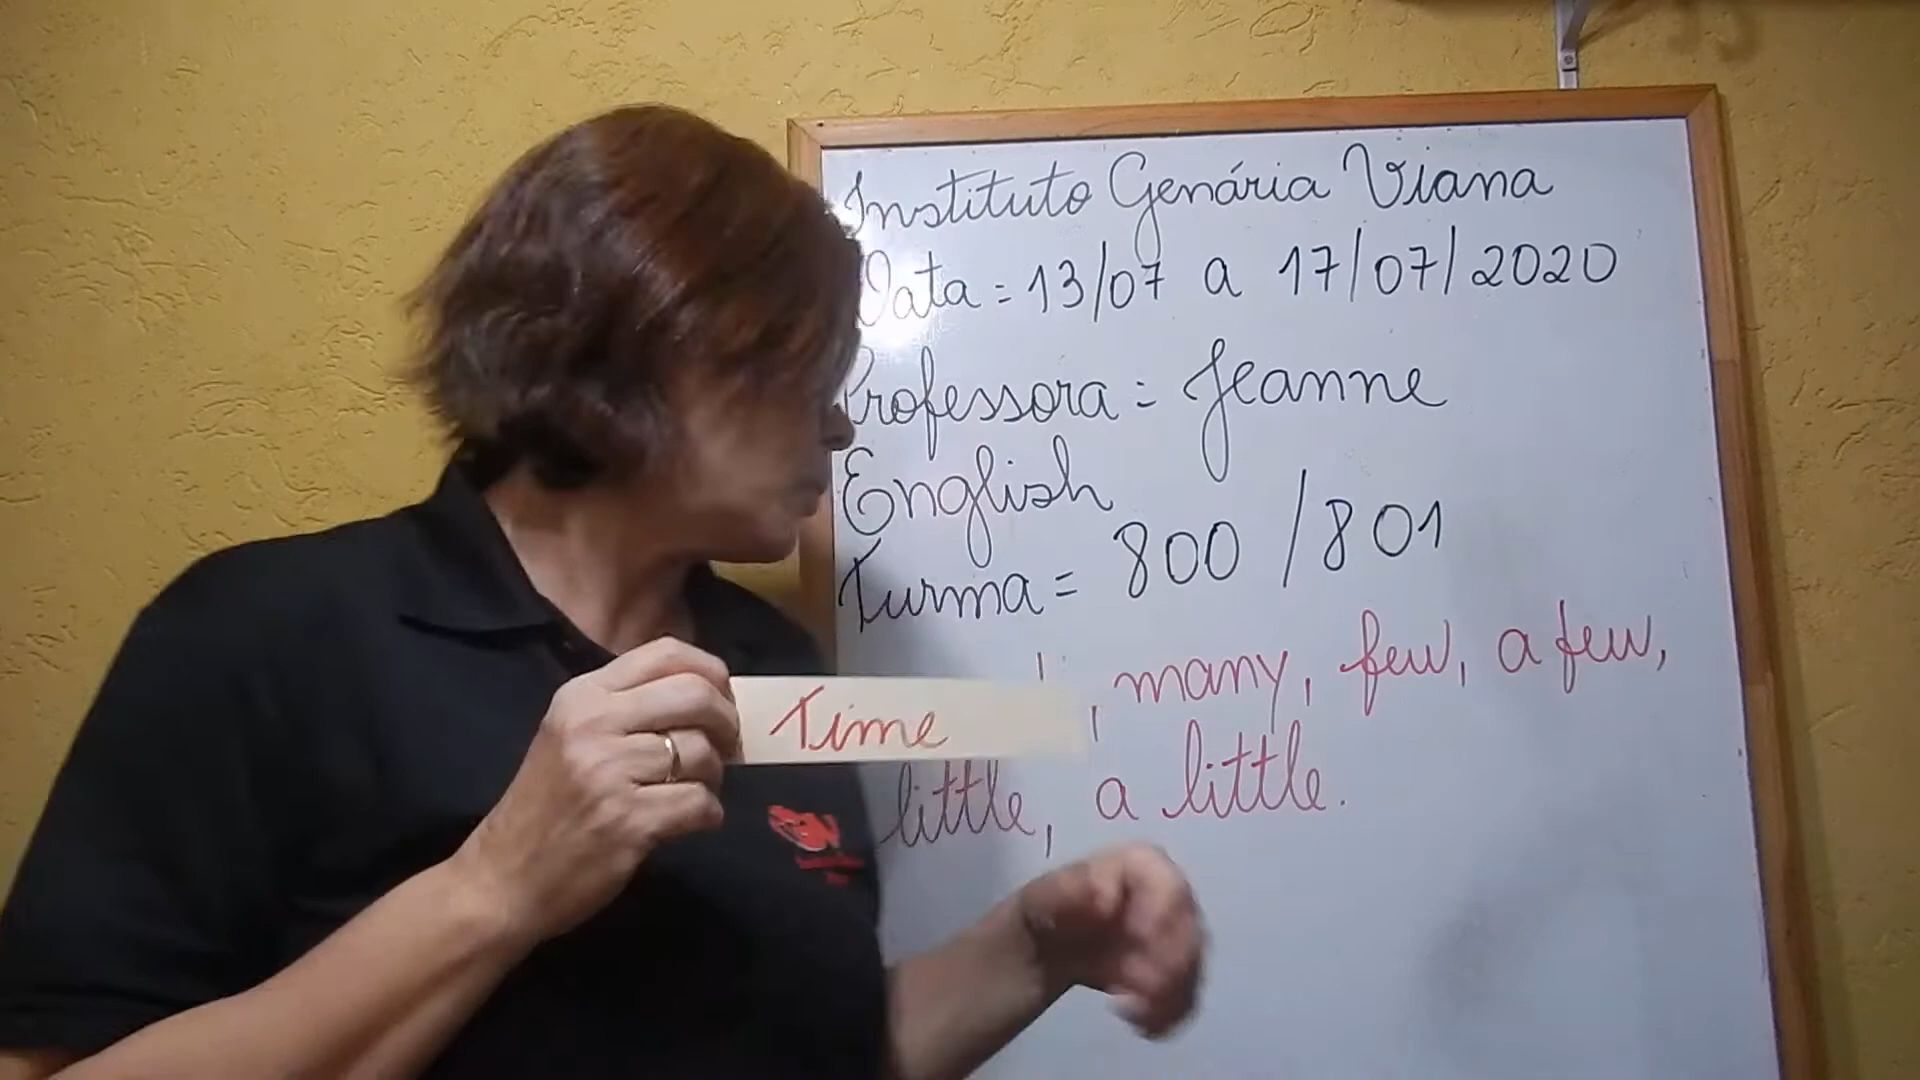 Instituto Genária Viana
Data = 13/07 a 17/07/2020
Professora = Jeanne
English
Turma = 800 / 801
, many, few, a few,
Time
little, a little.